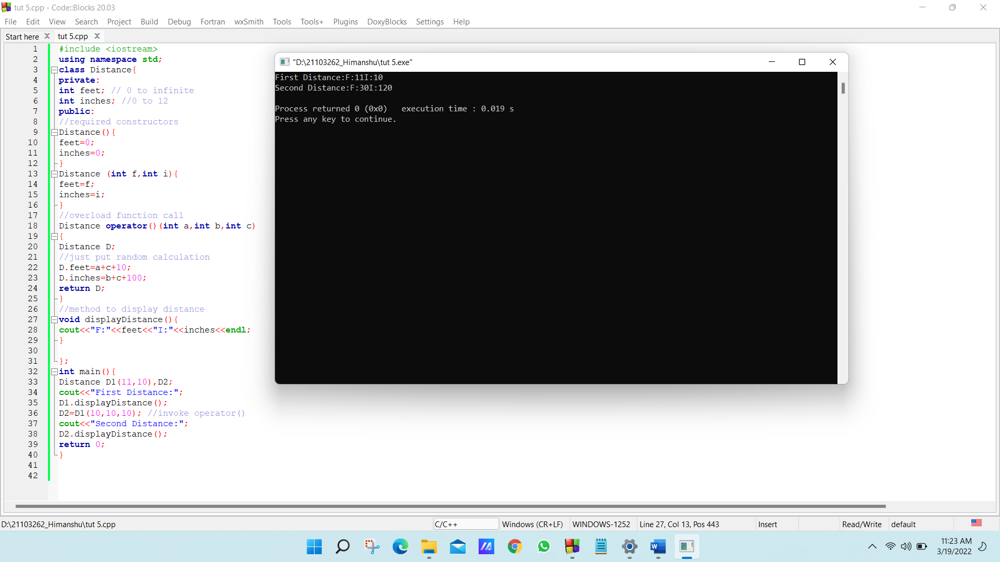 tut 5.cpp - Code::Blocks 20.03
File Edit View Search Project Build Debug Fortran wxSmith Tools Tools+ Plugins DoxyBlocks Settings Help
Start here tut 5.cpp
1 #include <iostream>
2 using namespace std;
3 class Distance{
4 private:
5 int feet; // 0 to infinite
6 int inches; //0 to 12
7 public:
8 //required constructors
9 Distance(){
10 feet=0;
11 inches=0;
12 }
13 Distance (int f,int i){
14 feet=f;
15 inches=i;
16 }
17 //overload function call
18 Distance operator()(int a,int b,int c)
19 {
20 Distance D;
21 //just put random calculation
22 D.feet=a+c+10;
23 D.inches=b+c+100;
24 return D;
25 }
26 //method to display distance
27 void displayDistance(){
28 cout<<"F:"<<feet<<"I:"<<inches<<endl;
29 }
30
31 };
32 int main(){
33 Distance D1(11,10),D2;
34 cout<<"First Distance:";
35 D1.displayDistance();
36 D2=D1(10,10,10); //invoke operator()
37 cout<<"Second Distance:";
38 D2.displayDistance();
39 return 0;
40 }
41
42
"D:\21103262_Himanshu\tut 5.exe"
First Distance:F:11I:10
Second Distance:F:30I:120
Process returned 0 (0x0)   execution time : 0.019 s
Press any key to continue.
D:\21103262_Himanshu\tut 5.cpp C/C++ Windows (CR+LF) WINDOWS-1252 Line 27, Col 13, Pos 443 Insert Read/Write default
11:23 AM
3/19/2022